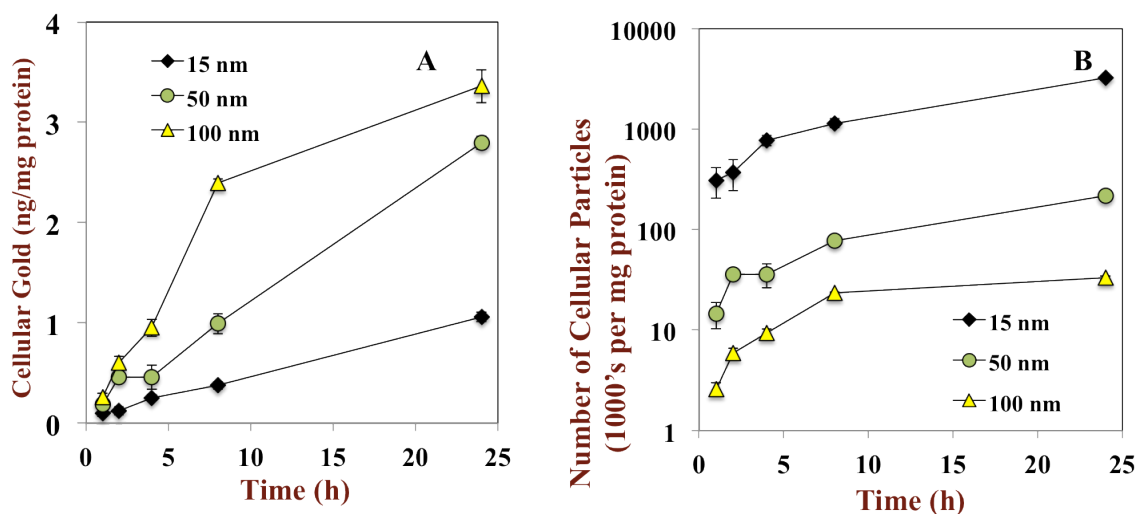 Cellular Gold (ng/mg protein)
4
3
2
1
0
A
15 nm
50 nm
100 nm
0 5 10 15 20 25
Time (h)
Number of Cellular Particles
(1000’s per mg protein)
10000
1000
100
10
1
B
15 nm
50 nm
100 nm
0 5 10 15 20 25
Time (h)